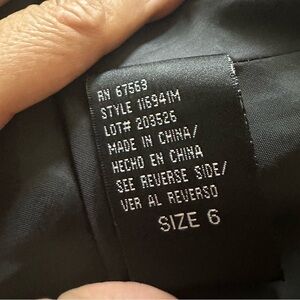 RN 67563
STYLE 116941M
LOT# 203526
MADE IN CHINA/
HECHO EN CHINA
SEE REVERSE SIDE/
VER AL REVERSO
SIZE 6